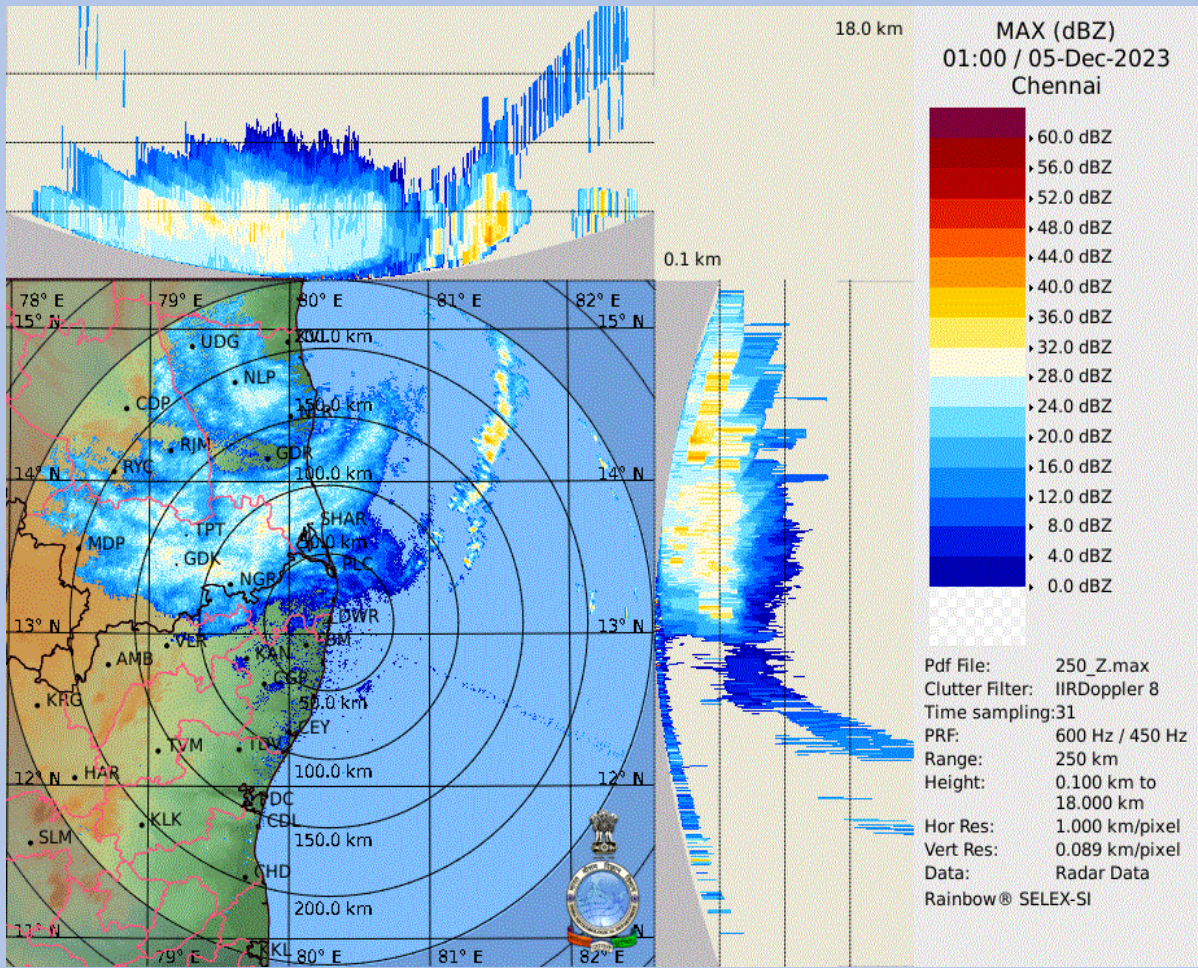 18.0 km
0.1 km
MAX (dBZ)
01:00 / 05-Dec-2023
Chennai
60.0 dBZ
56.0 dBZ
52.0 dBZ
48.0 dBZ
44.0 dBZ
40.0 dBZ
36.0 dBZ
32.0 dBZ
28.0 dBZ
24.0 dBZ
20.0 dBZ
16.0 dBZ
12.0 dBZ
8.0 dBZ
4.0 dBZ
0.0 dBZ
Pdf File: 250_Z.max
Clutter Filter: IIRDoppler 8
Time sampling:31
PRF: 600 Hz / 450 Hz
Range: 250 km
Height: 0.100 km to
18.000 km
Hor Res: 1.000 km/pixel
Vert Res: 0.089 km/pixel
Data: Radar Data
Rainbow® SELEX-SI
78° E 79° E 80° E 81° E 82° E
15° N 15° N
UDG
NLP
CDP 150.0 km
RJM
GDR
RYC
100.0 km
14° N 14° N
SHAR
TPT
MDP
GDK PLC
NGR
DWR
13° N 13° N
VLR
AMB KAN
CGP
KRG 50.0 km
CEY
TVM TDV
HAR 100.0 km
12° N 12° N
PDC
KLK CDL
SLM 150.0 km
CHD
200.0 km
11° N 11° N
KKL
79° E 80° E 81° E 82° E